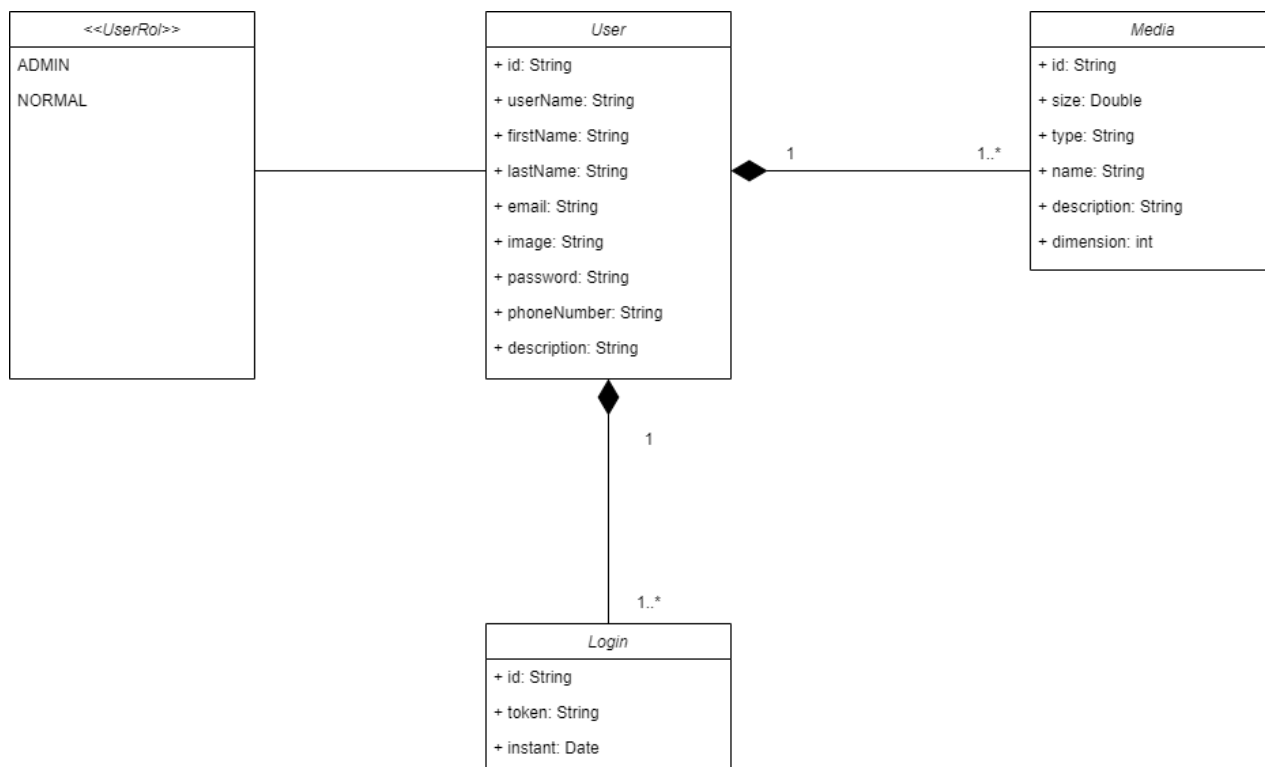 <<UserRol>>
ADMIN
NORMAL
User
+ id: String
+ userName: String
+ firstName: String
+ lastName: String
+ email: String
+ image: String
+ password: String
+ phoneNumber: String
+ description: String
1
1..*
Media
+ id: String
+ size: Double
+ type: String
+ name: String
+ description: String
+ dimension: int
1
1..*
Login
+ id: String
+ token: String
+ instant: Date